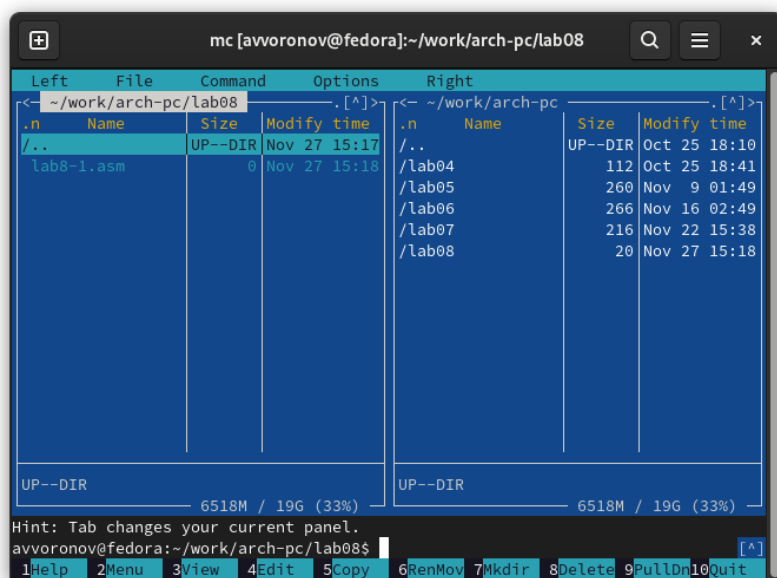 mc [avvoronov@fedora]:~/work/arch-pc/lab08
Left File Command Options Right
<— ~/work/arch-pc/lab08 .[^]>
.n Name Size Modify time
/.. UP--DIR Nov 27 15:17
lab8-1.asm 0 Nov 27 15:18
UP--DIR
6518M / 19G (33%)
<— ~/work/arch-pc .[^]>
.n Name Size Modify time
/.. UP--DIR Oct 25 18:10
/lab04 112 Oct 25 18:41
/lab05 260 Nov 9 01:49
/lab06 266 Nov 16 02:49
/lab07 216 Nov 22 15:38
/lab08 20 Nov 27 15:18
UP--DIR
6518M / 19G (33%)
Hint: Tab changes your current panel.
avvoronov@fedora:~/work/arch-pc/lab08$ [^]
1Help 2Menu 3View 4Edit 5Copy 6RenMov 7Mkdir 8Delete 9PullDn 10Quit